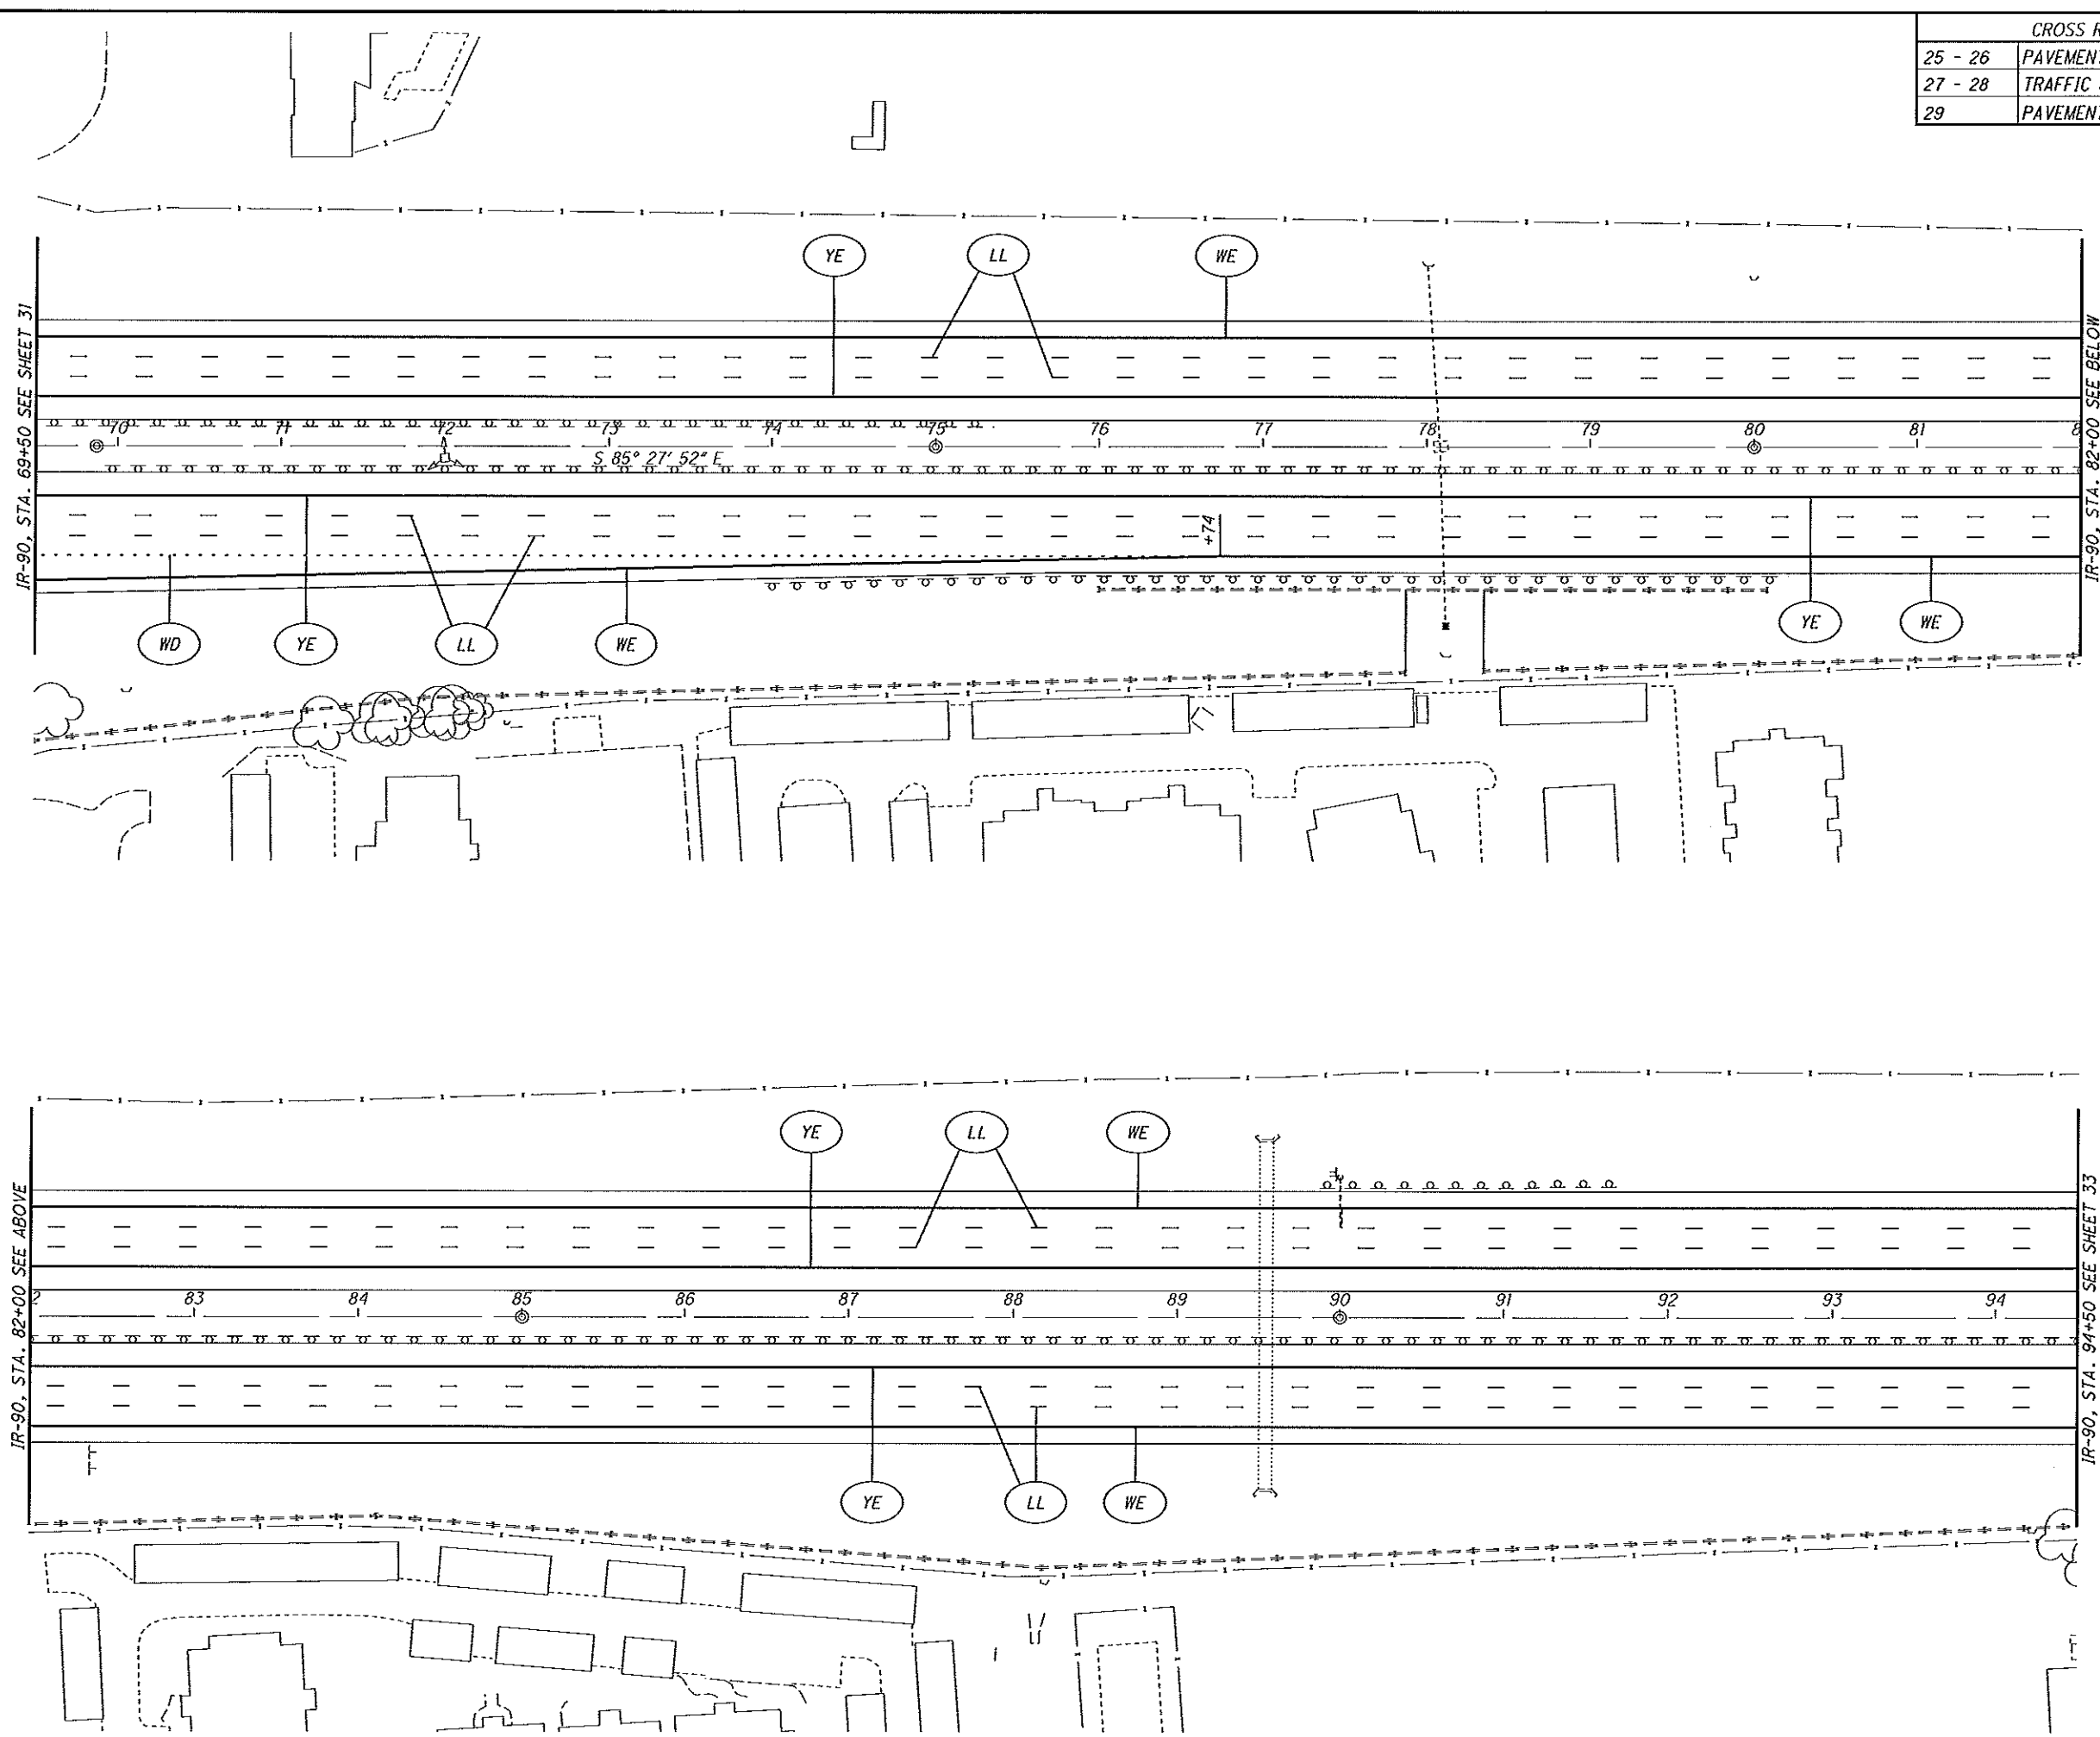 CROSS R
25 - 26 PAVEMENT
27 - 28 TRAFFIC
29 PAVEMENT
YE LL WE
IR-90, STA. 69+50 SEE SHEET 31
IR-90, STA. 82+00 SEE BELOW
70 71 72 73 74 75 76 77 78 79 80 81 8
S 85° 27' 52" E
+74
WD YE LL WE YE WE
YE LL WE
IR-90, STA. 82+00 SEE ABOVE
IR-90, STA. 94+50 SEE SHEET 33
2 83 84 85 86 87 88 89 90 91 92 93 94
YE LL WE